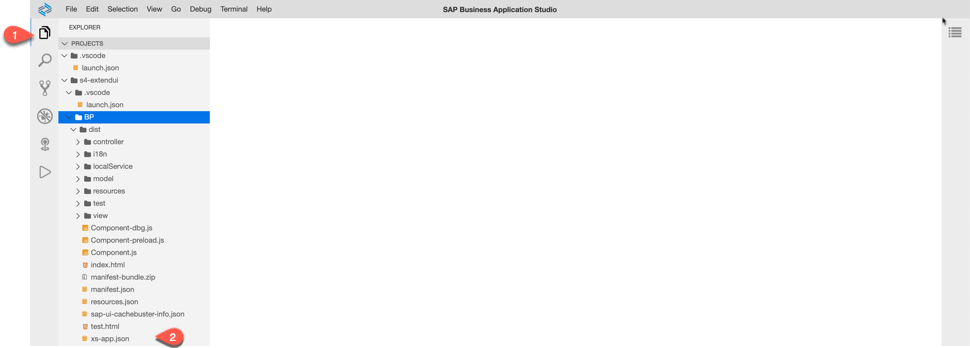 File Edit Selection View Go Debug Terminal Help
SAP Business Application Studio
1
EXPLORER
PROJECTS
.vscode
launch.json
s4-extendui
.vscode
launch.json
BP
dist
controller
i18n
localService
model
resources
test
view
Component-dbg.js
Component-preload.js
Component.js
index.html
manifest-bundle.zip
manifest.json
resources.json
sap-ui-cachebuster-info.json
test.html
xs-app.json
2